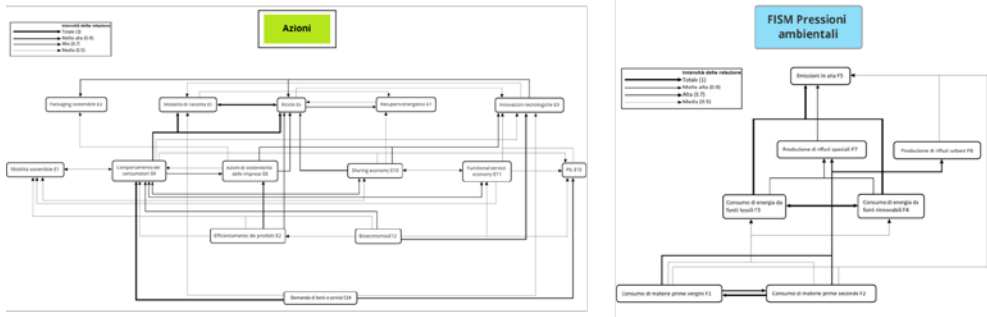 Azioni
Intensità della relazione
Totale (1)
Molto alta (0.9)
Alta (0.7)
Media (0.5)
Packaging sostenibile E3
Modalità di raccolta E5
Riciclo E6
Recupero energetico E7
Innovazioni tecnologiche E9
Mobilità sostenibile E1
Comportamento dei
consumatori E4
Azioni di sostenibilità
delle imprese E8
Sharing economy E10
Functional service
economy E11
PIL E13
Efficientamento dei prodotti E2
Bioeconomia E12
Domanda di beni e servizi E14
FISM Pressioni
ambientali
Intensità della relazione
Totale (1)
Molto alta (0.9)
Alta (0.7)
Media (0.5)
Emissioni in aria F5
Produzione di rifiuti speciali F7
Produzione di rifiuti urbani F6
Consumo di energia da
fonti fossili F3
Consumo di energia da
fonti rinnovabili F4
Consumo di materie prime vergini F1
Consumo di materie prime seconde F2